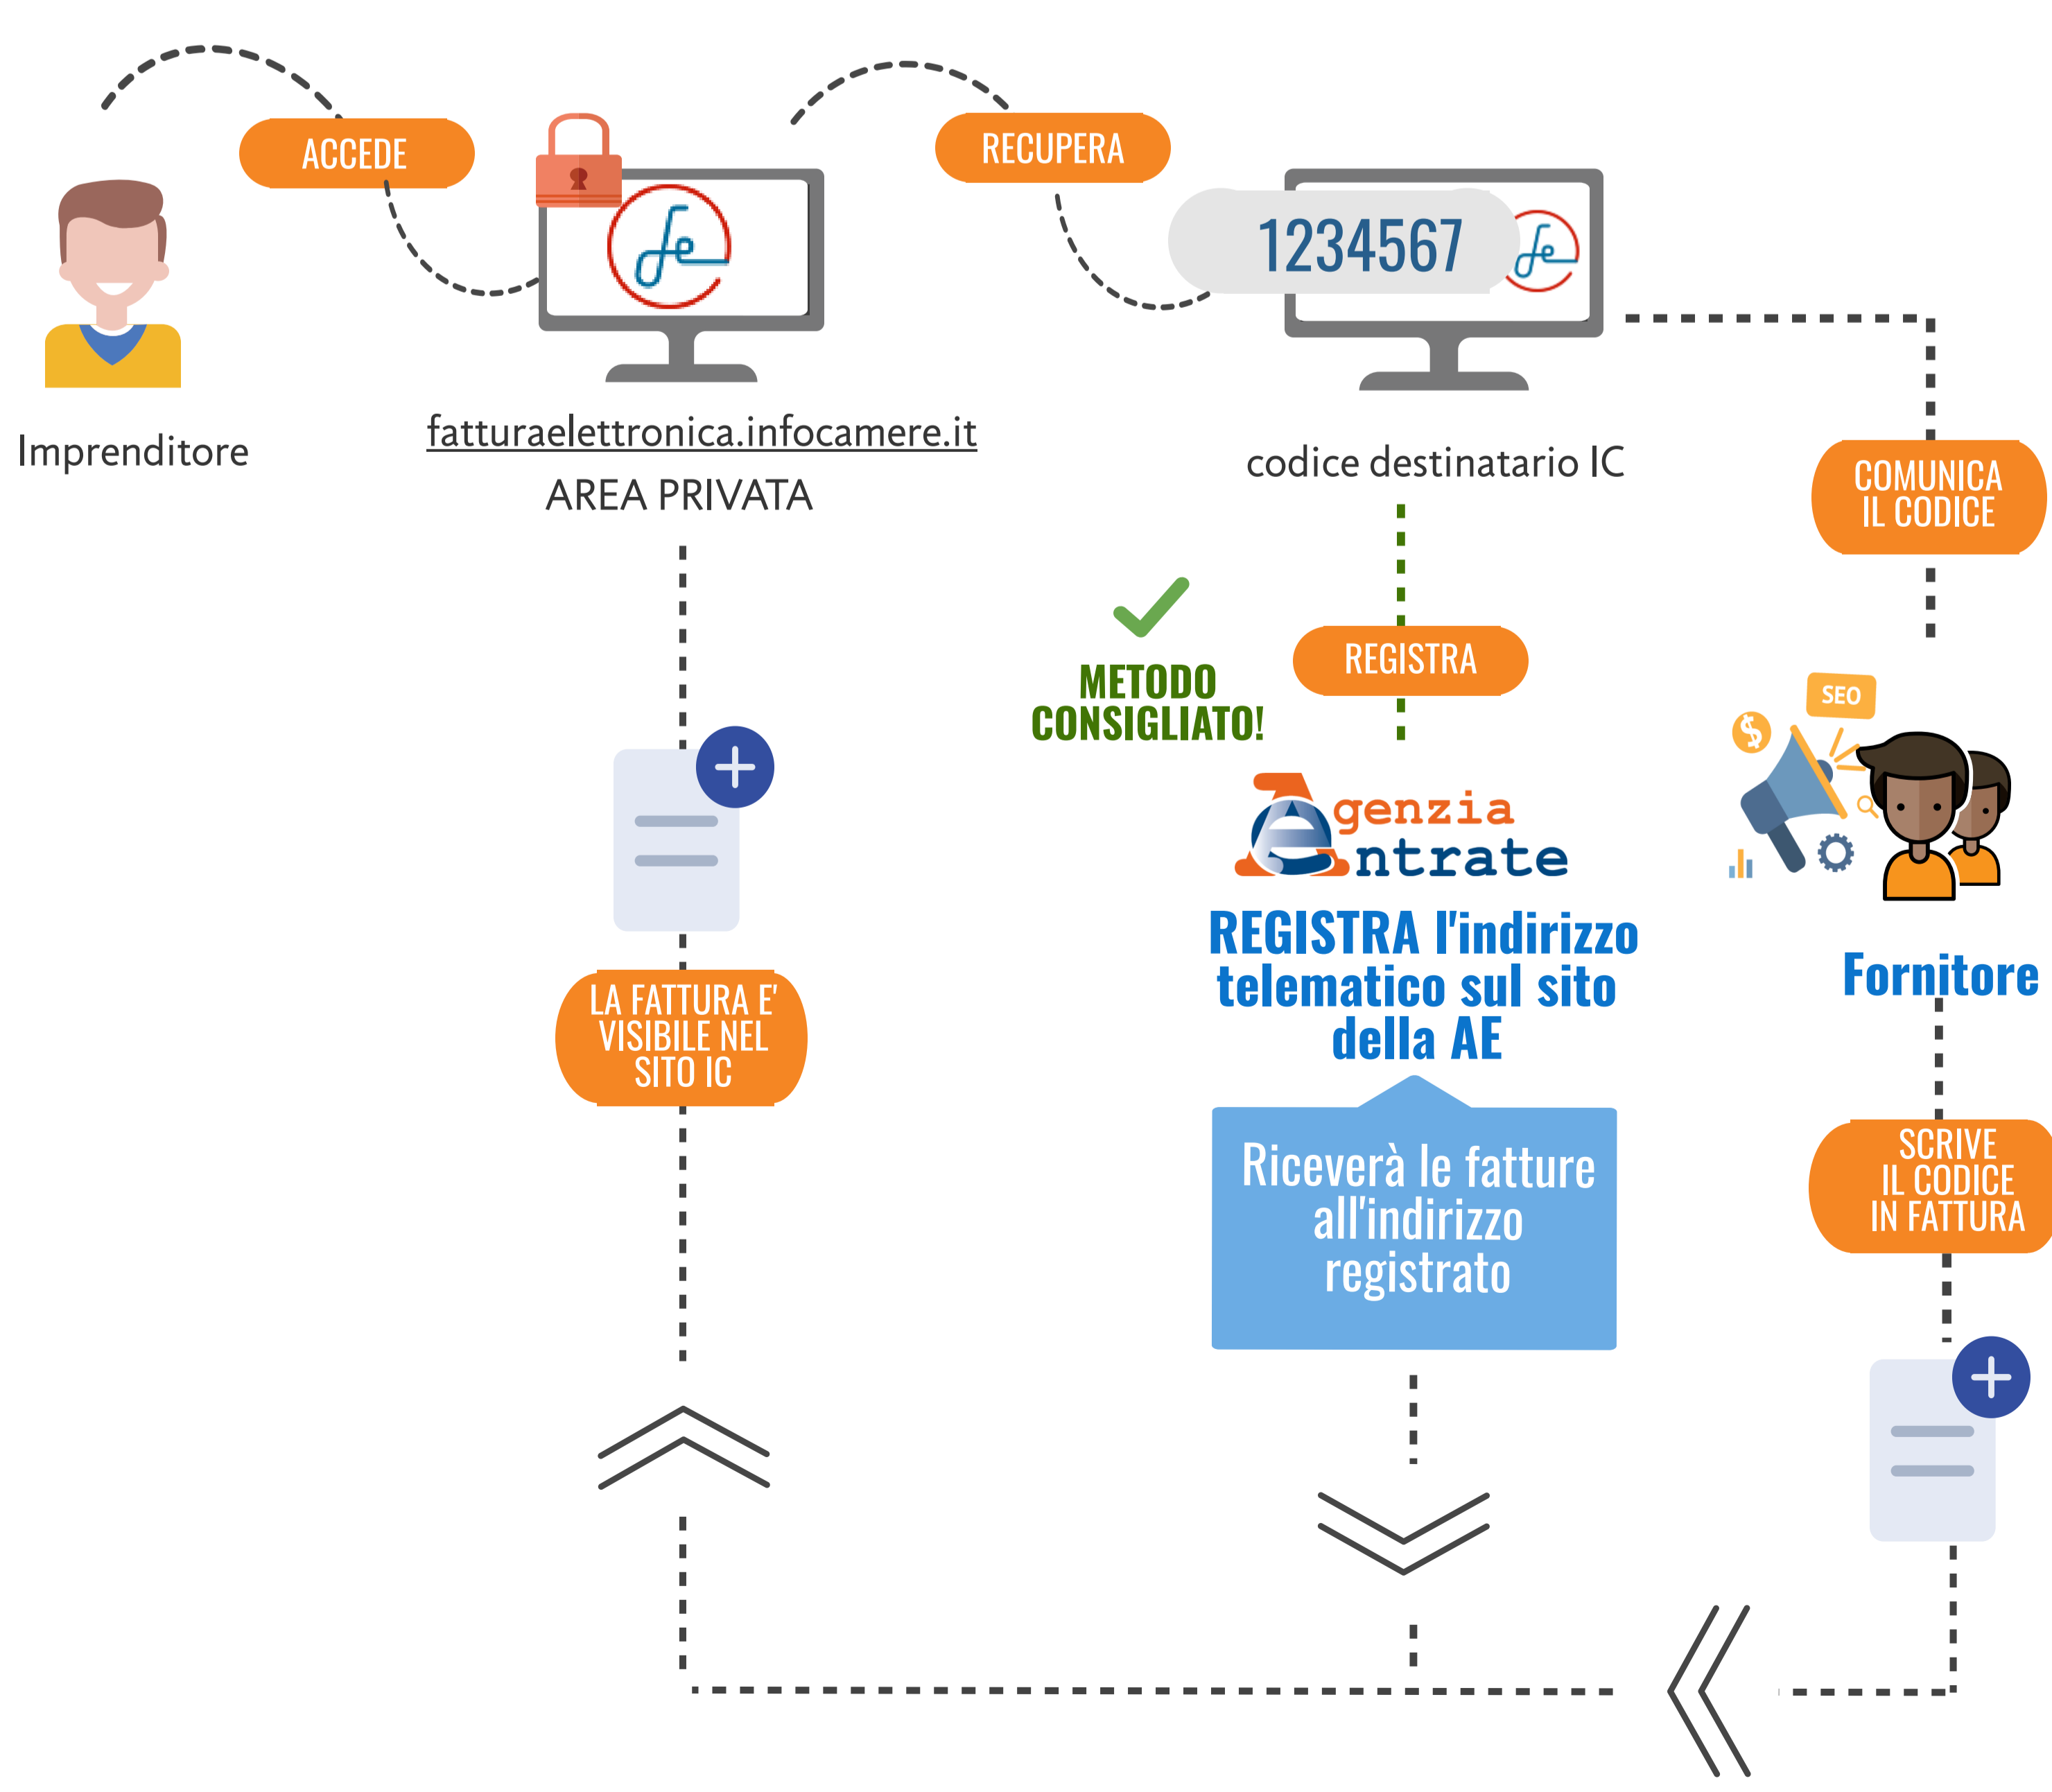 ACCEDE
RECUPERA
1234567
Imprenditore
fatturaelettronica.infocamere.it
AREA PRIVATA
codice destinatario IC
COMUNICA
IL CODICE
METODO
CONSIGLIATO!
REGISTRA
SEO
$
genzia
ntrate
REGISTRA l'indirizzo
telematico sul sito
della AE
Fornitore
LA FATTURA E'
VISIBILE NEL
SITO IC
Riceverà le fatture
all'indirizzo
registrato
SCRIVE
IL CODICE
IN FATTURA